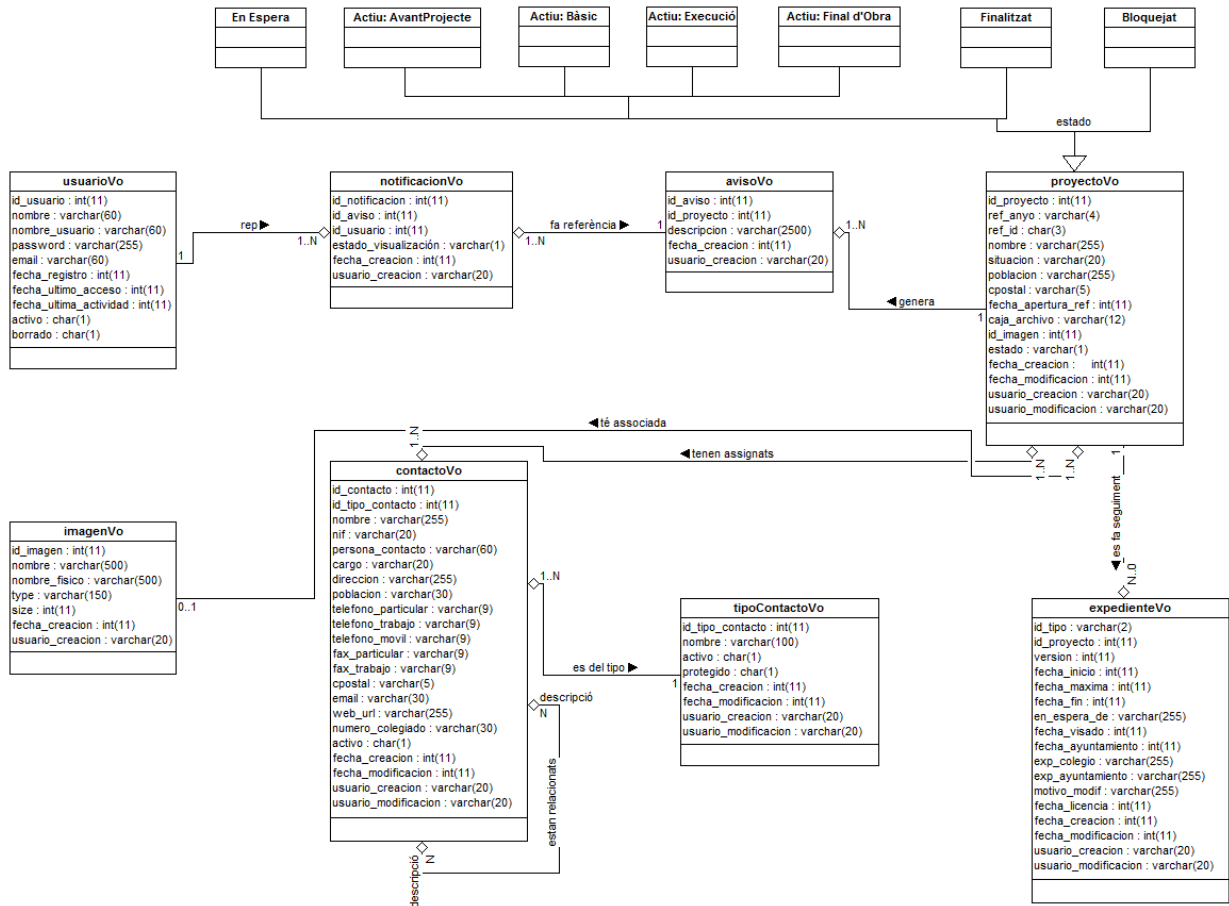 En Espera
Actiu: AvantProjecte
Actiu: Bàsic
Actiu: Execució
Actiu: Final d'Obra
Finalitzat
Bloquejat
estado
usuarioVo
id_usuario : int(11)
nombre : varchar(60)
nombre_usuario : varchar(60)
password : varchar(255)
email : varchar(60)
fecha_registro : int(11)
fecha_ultimo_acceso : int(11)
fecha_ultima_actividad : int(11)
activo : char(1)
borrado : char(1)
1
rep ►
1..N
notificacionVo
id_notificacion : int(11)
id_aviso : int(11)
id_usuario : int(11)
estado_visualización : varchar(1)
fecha_creacion : int(11)
usuario_creacion : varchar(20)
1..N
fa referència ►
1
avisoVo
id_aviso : int(11)
id_proyecto : int(11)
descripcion : varchar(2500)
fecha_creacion : int(11)
usuario_creacion : varchar(20)
1..N
◄ genera
1
proyectoVo
id_proyecto : int(11)
ref_anyo : varchar(4)
ref_id : char(3)
nombre : varchar(255)
situacion : varchar(20)
poblacion : varchar(255)
cpostal : varchar(5)
fecha_apertura_ref : int(11)
caja_archivo : varchar(12)
id_imagen : int(11)
estado : varchar(1)
fecha_creacion : int(11)
fecha_modificacion : int(11)
usuario_creacion : varchar(20)
usuario_modificacion : varchar(20)
◄ té associada
1..N
◄ tenen assignats
1..N
1..N
1
◄ es fa seguiment
N..0
imagenVo
id_imagen : int(11)
nombre : varchar(500)
nombre_fisico : varchar(500)
type : varchar(150)
size : int(11)
fecha_creacion : int(11)
usuario_creacion : varchar(20)
0..1
contactoVo
id_contacto : int(11)
id_tipo_contacto : int(11)
nombre : varchar(255)
nif : varchar(20)
persona_contacto : varchar(60)
cargo : varchar(20)
direccion : varchar(255)
poblacion : varchar(30)
telefono_particular : varchar(9)
telefono_trabajo : varchar(9)
telefono_movil : varchar(9)
fax_particular : varchar(9)
fax_trabajo : varchar(9)
cpostal : varchar(5)
email : varchar(30)
web_url : varchar(255)
numero_colegiado : varchar(30)
activo : char(1)
fecha_creacion : int(11)
fecha_modificacion : int(11)
usuario_creacion : varchar(20)
usuario_modificacion : varchar(20)
1..N
es del tipo ►
1
descripció
N
estan relacionats
N
descripció
tipoContactoVo
id_tipo_contacto : int(11)
nombre : varchar(100)
activo : char(1)
protegido : char(1)
fecha_creacion : int(11)
fecha_modificacion : int(11)
usuario_creacion : varchar(20)
usuario_modificacion : varchar(20)
expedienteVo
id_tipo : varchar(2)
id_proyecto : int(11)
version : int(11)
fecha_inicio : int(11)
fecha_maxima : int(11)
fecha_fin : int(11)
en_espera_de : varchar(255)
fecha_visado : int(11)
fecha_ayuntamiento : int(11)
exp_colegio : varchar(255)
exp_ayuntamiento : varchar(255)
motivo_modif : varchar(255)
fecha_licencia : int(11)
fecha_creacion : int(11)
fecha_modificacion : int(11)
usuario_creacion : varchar(20)
usuario_modificacion : varchar(20)